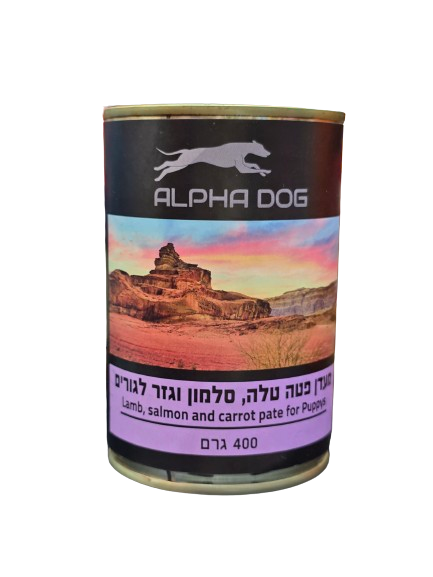 ALPHA DOG
מעדן פטה טלה, סלמון וגזר לגורים
Lamb, salmon and carrot pate for Puppys
400 גרם